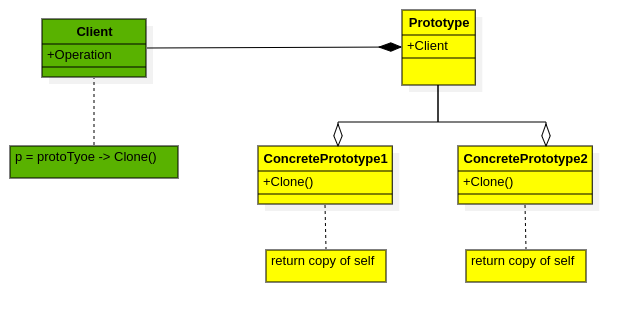 Client
+Operation
Prototype
+Client
p = protoTyoe -> Clone()
ConcretePrototype1
+Clone()
ConcretePrototype2
+Clone()
return copy of self
return copy of self